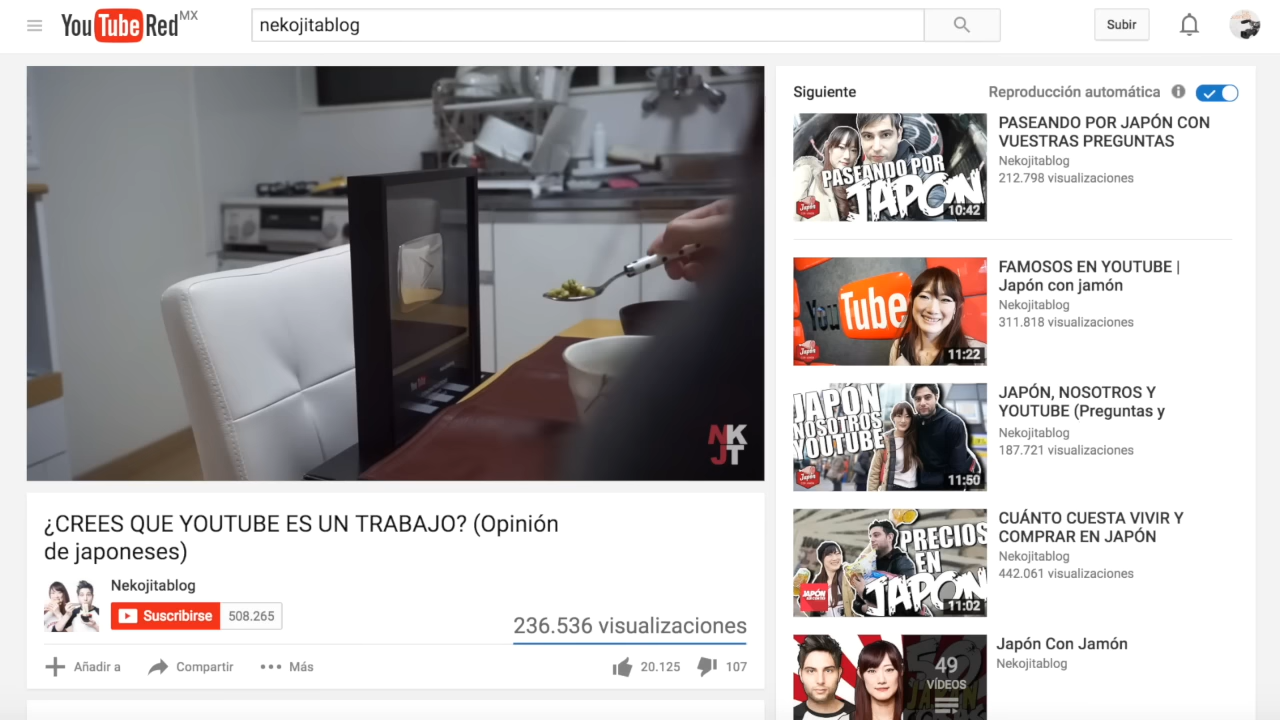 YouTube Red MX
nekojitablog
Subir
NK
JT
¿CREES QUE YOUTUBE ES UN TRABAJO? (Opinión
de japoneses)
Nekojitablog
Suscribirse 508.265
236.536 visualizaciones
Añadir a Compartir Más 20.125 107
Siguiente Reproducción automática
PASEANDO POR
JAPÓN
10:42
PASEANDO POR JAPÓN CON
VUESTRAS PREGUNTAS
Nekojitablog
212.798 visualizaciones
YouTube
11:22
FAMOSOS EN YOUTUBE |
Japón con jamón
Nekojitablog
311.818 visualizaciones
JAPÓN
NOSOTROS
YOUTUBE
11:50
JAPÓN, NOSOTROS Y
YOUTUBE (Preguntas y
Nekojitablog
187.721 visualizaciones
PRECIOS
EN
JAPÓN
11:02
CUÁNTO CUESTA VIVIR Y
COMPRAR EN JAPÓN
Nekojitablog
442.061 visualizaciones
49
VÍDEOS
Japón Con Jamón
Nekojitablog